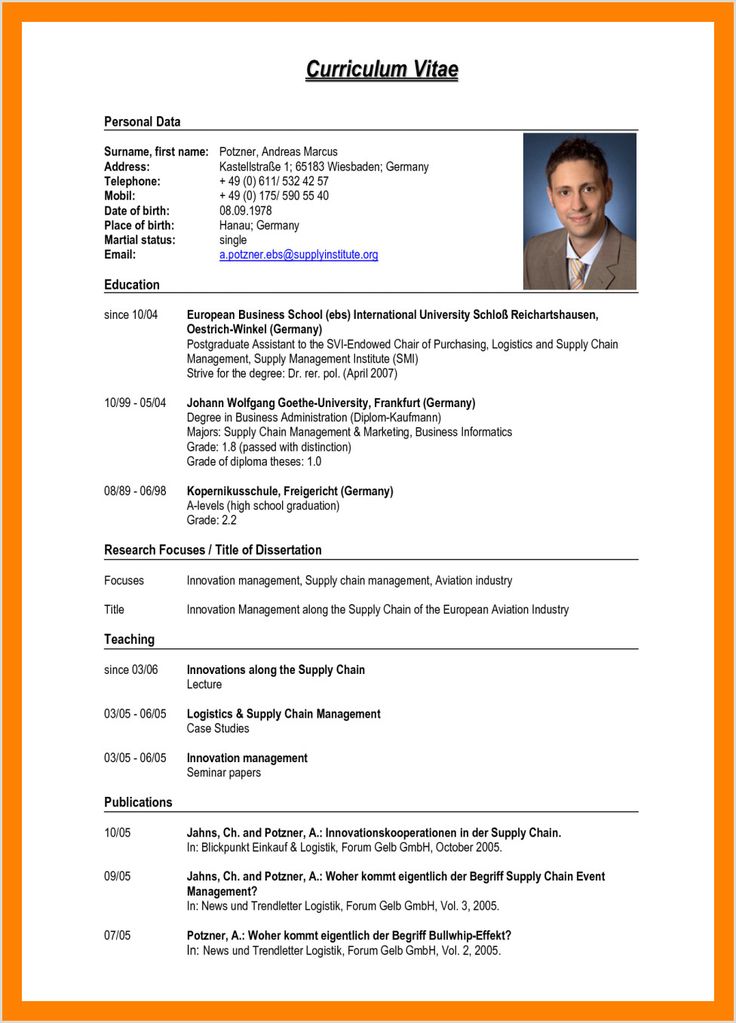 Curriculum Vitae
Personal Data
Surname, first name: Potzner, Andreas Marcus
Address: Kastellstraße 1; 65183 Wiesbaden; Germany
Telephone: + 49 (0) 611/ 532 42 57
Mobil: + 49 (0) 175/ 590 55 40
Date of birth: 08.09.1978
Place of birth: Hanau; Germany
Martial status: single
Email: a.potzner.ebs@supplyinstitute.org
Education
since 10/04 European Business School (ebs) International University Schloß Reichartshausen,
Oestrich-Winkel (Germany)
Postgraduate Assistant to the SVI-Endowed Chair of Purchasing, Logistics and Supply Chain
Management, Supply Management Institute (SMI)
Strive for the degree: Dr. rer. pol. (April 2007)
10/99 - 05/04 Johann Wolfgang Goethe-University, Frankfurt (Germany)
Degree in Business Administration (Diplom-Kaufmann)
Majors: Supply Chain Management & Marketing, Business Informatics
Grade: 1.8 (passed with distinction)
Grade of diploma theses: 1.0
08/89 - 06/98 Kopernikusschule, Freigericht (Germany)
A-levels (high school graduation)
Grade: 2.2
Research Focuses / Title of Dissertation
Focuses Innovation management, Supply chain management, Aviation industry
Title Innovation Management along the Supply Chain of the European Aviation Industry
Teaching
since 03/06 Innovations along the Supply Chain
Lecture
03/05 - 06/05 Logistics & Supply Chain Management
Case Studies
03/05 - 06/05 Innovation management
Seminar papers
Publications
10/05 Jahns, Ch. and Potzner, A.: Innovationskooperationen in der Supply Chain.
In: Blickpunkt Einkauf & Logistik, Forum Gelb GmbH, October 2005.
09/05 Jahns, Ch. and Potzner, A.: Woher kommt eigentlich der Begriff Supply Chain Event
Management?
In: News und Trendletter Logistik, Forum Gelb GmbH, Vol. 3, 2005.
07/05 Potzner, A.: Woher kommt eigentlich der Begriff Bullwhip-Effekt?
In: News und Trendletter Logistik, Forum Gelb GmbH, Vol. 2, 2005.